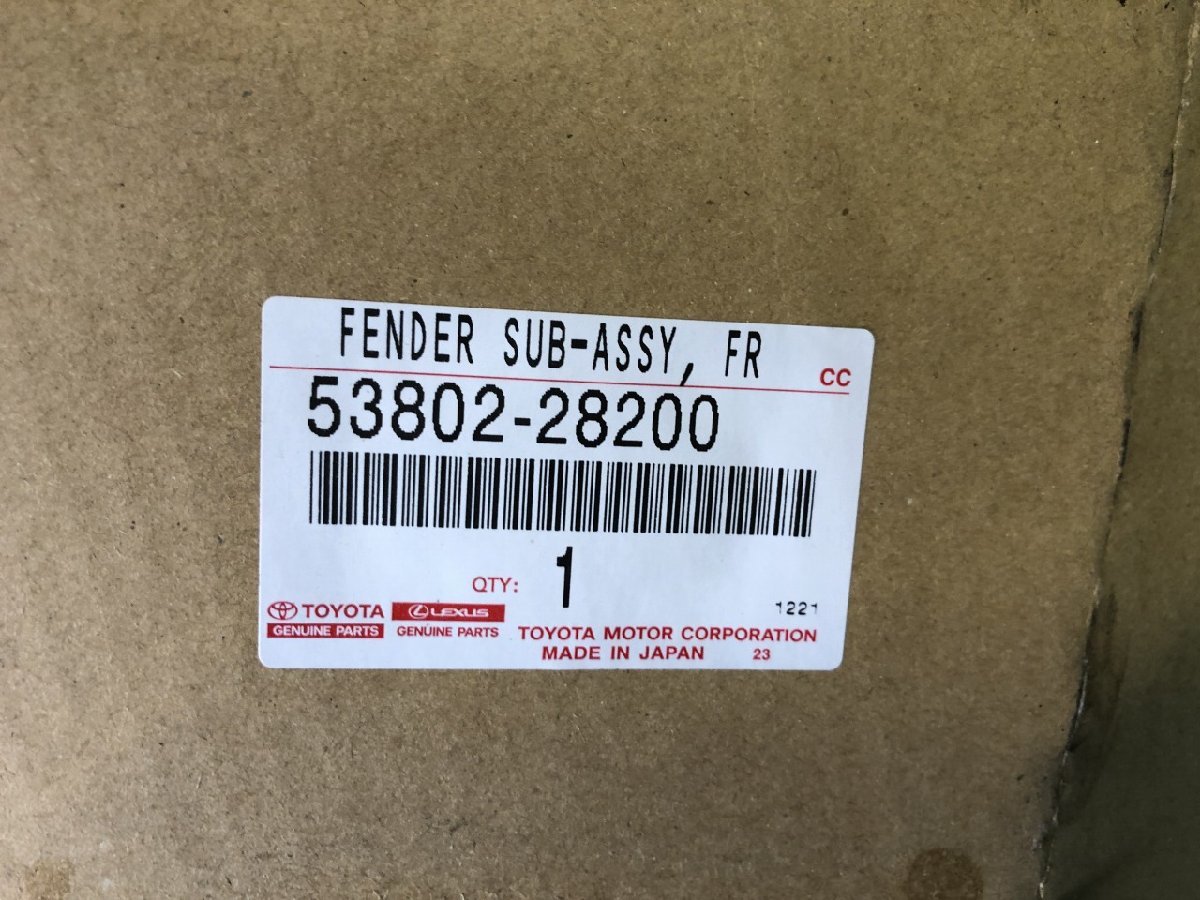 FENDER SUB-ASSY, FR
CC
53802-28200
QTY: 1
1221
TOYOTA LEXUS
GENUINE PARTS GENUINE PARTS TOYOTA MOTOR CORPORATION
MADE IN JAPAN 23